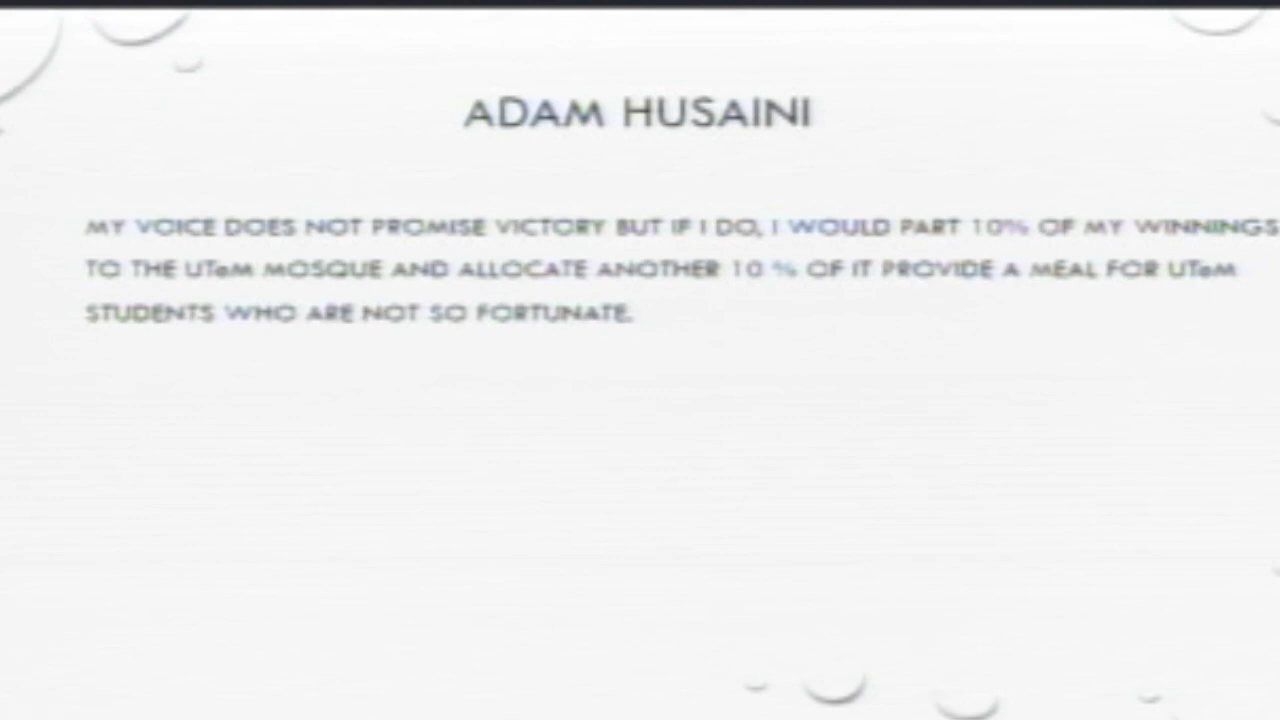 ADAM HUSAINI
MY VOICE DOES NOT PROMISE VICTORY BUT IF I DO, I WOULD PART 10% OF MY WINNINGS
TO THE UTeM MOSQUE AND ALLOCATE ANOTHER 10 % OF IT PROVIDE A MEAL FOR UTeM
STUDENTS WHO ARE NOT SO FORTUNATE.